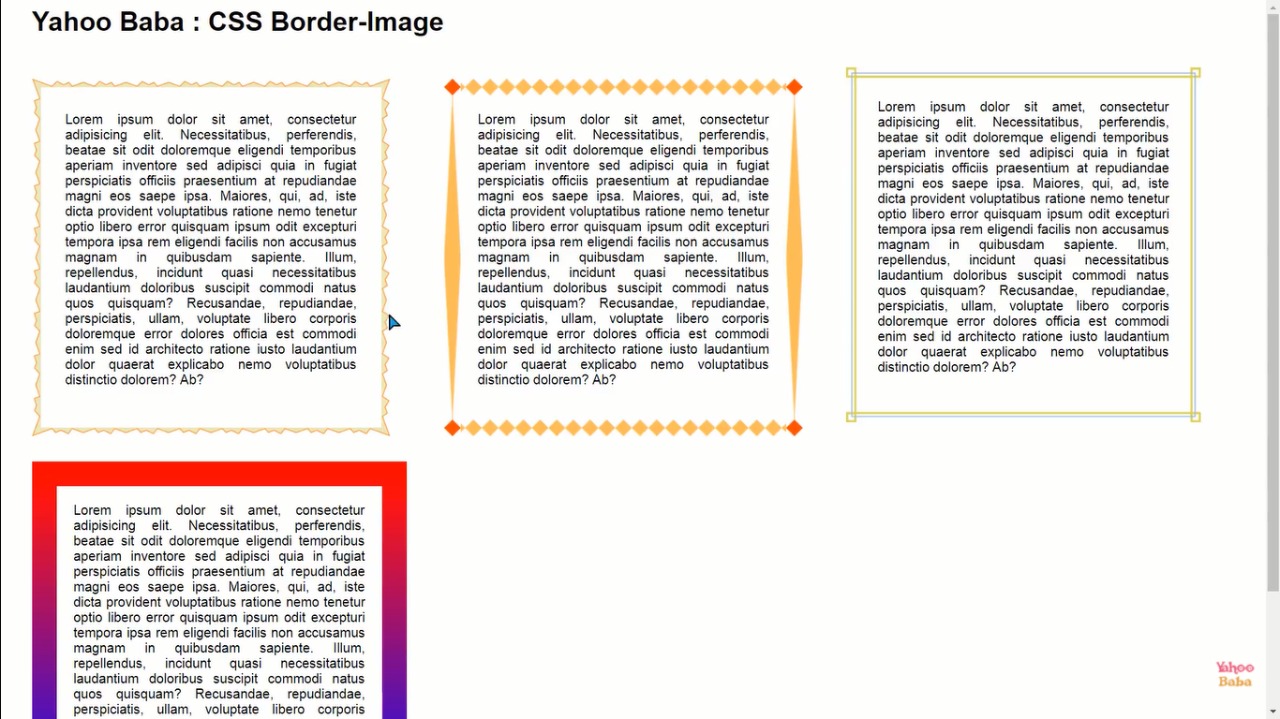 Yahoo Baba : CSS Border-Image
Lorem ipsum dolor sit amet, consectetur
adipisicing elit. Necessitatibus, perferendis,
beatae sit odit doloremque eligendi temporibus
aperiam inventore sed adipisci quia in fugiat
perspiciatis officiis praesentium at repudiandae
magni eos saepe ipsa. Maiores, qui, ad, iste
dicta provident voluptatibus ratione nemo tenetur
optio libero error quisquam ipsum odit excepturi
tempora ipsa rem eligendi facilis non accusamus
magnam in quibusdam sapiente. Illum,
repellendus, incidunt quasi necessitatibus
laudantium doloribus suscipit commodi natus
quos quisquam? Recusandae, repudiandae,
perspiciatis, ullam, voluptate libero corporis
doloremque error dolores officia est commodi
enim sed id architecto ratione iusto laudantium
dolor quaerat explicabo nemo voluptatibus
distinctio dolorem? Ab?
Lorem ipsum dolor sit amet, consectetur
adipisicing elit. Necessitatibus, perferendis,
beatae sit odit doloremque eligendi temporibus
aperiam inventore sed adipisci quia in fugiat
perspiciatis officiis praesentium at repudiandae
magni eos saepe ipsa. Maiores, qui, ad, iste
dicta provident voluptatibus ratione nemo tenetur
optio libero error quisquam ipsum odit excepturi
tempora ipsa rem eligendi facilis non accusamus
magnam in quibusdam sapiente. Illum,
repellendus, incidunt quasi necessitatibus
laudantium doloribus suscipit commodi natus
quos quisquam? Recusandae, repudiandae,
perspiciatis, ullam, voluptate libero corporis
doloremque error dolores officia est commodi
enim sed id architecto ratione iusto laudantium
dolor quaerat explicabo nemo voluptatibus
distinctio dolorem? Ab?
Lorem ipsum dolor sit amet, consectetur
adipisicing elit. Necessitatibus, perferendis,
beatae sit odit doloremque eligendi temporibus
aperiam inventore sed adipisci quia in fugiat
perspiciatis officiis praesentium at repudiandae
magni eos saepe ipsa. Maiores, qui, ad, iste
dicta provident voluptatibus ratione nemo tenetur
optio libero error quisquam ipsum odit excepturi
tempora ipsa rem eligendi facilis non accusamus
magnam in quibusdam sapiente. Illum,
repellendus, incidunt quasi necessitatibus
laudantium doloribus suscipit commodi natus
quos quisquam? Recusandae, repudiandae,
perspiciatis, ullam, voluptate libero corporis
doloremque error dolores officia est commodi
enim sed id architecto ratione iusto laudantium
dolor quaerat explicabo nemo voluptatibus
distinctio dolorem? Ab?
Lorem ipsum dolor sit amet, consectetur
adipisicing elit. Necessitatibus, perferendis,
beatae sit odit doloremque eligendi temporibus
aperiam inventore sed adipisci quia in fugiat
perspiciatis officiis praesentium at repudiandae
magni eos saepe ipsa. Maiores, qui, ad, iste
dicta provident voluptatibus ratione nemo tenetur
optio libero error quisquam ipsum odit excepturi
tempora ipsa rem eligendi facilis non accusamus
magnam in quibusdam sapiente. Illum,
repellendus, incidunt quasi necessitatibus
laudantium doloribus suscipit commodi natus
quos quisquam? Recusandae, repudiandae,
perspiciatis, ullam, voluptate libero corporis
Yahoo
Baba